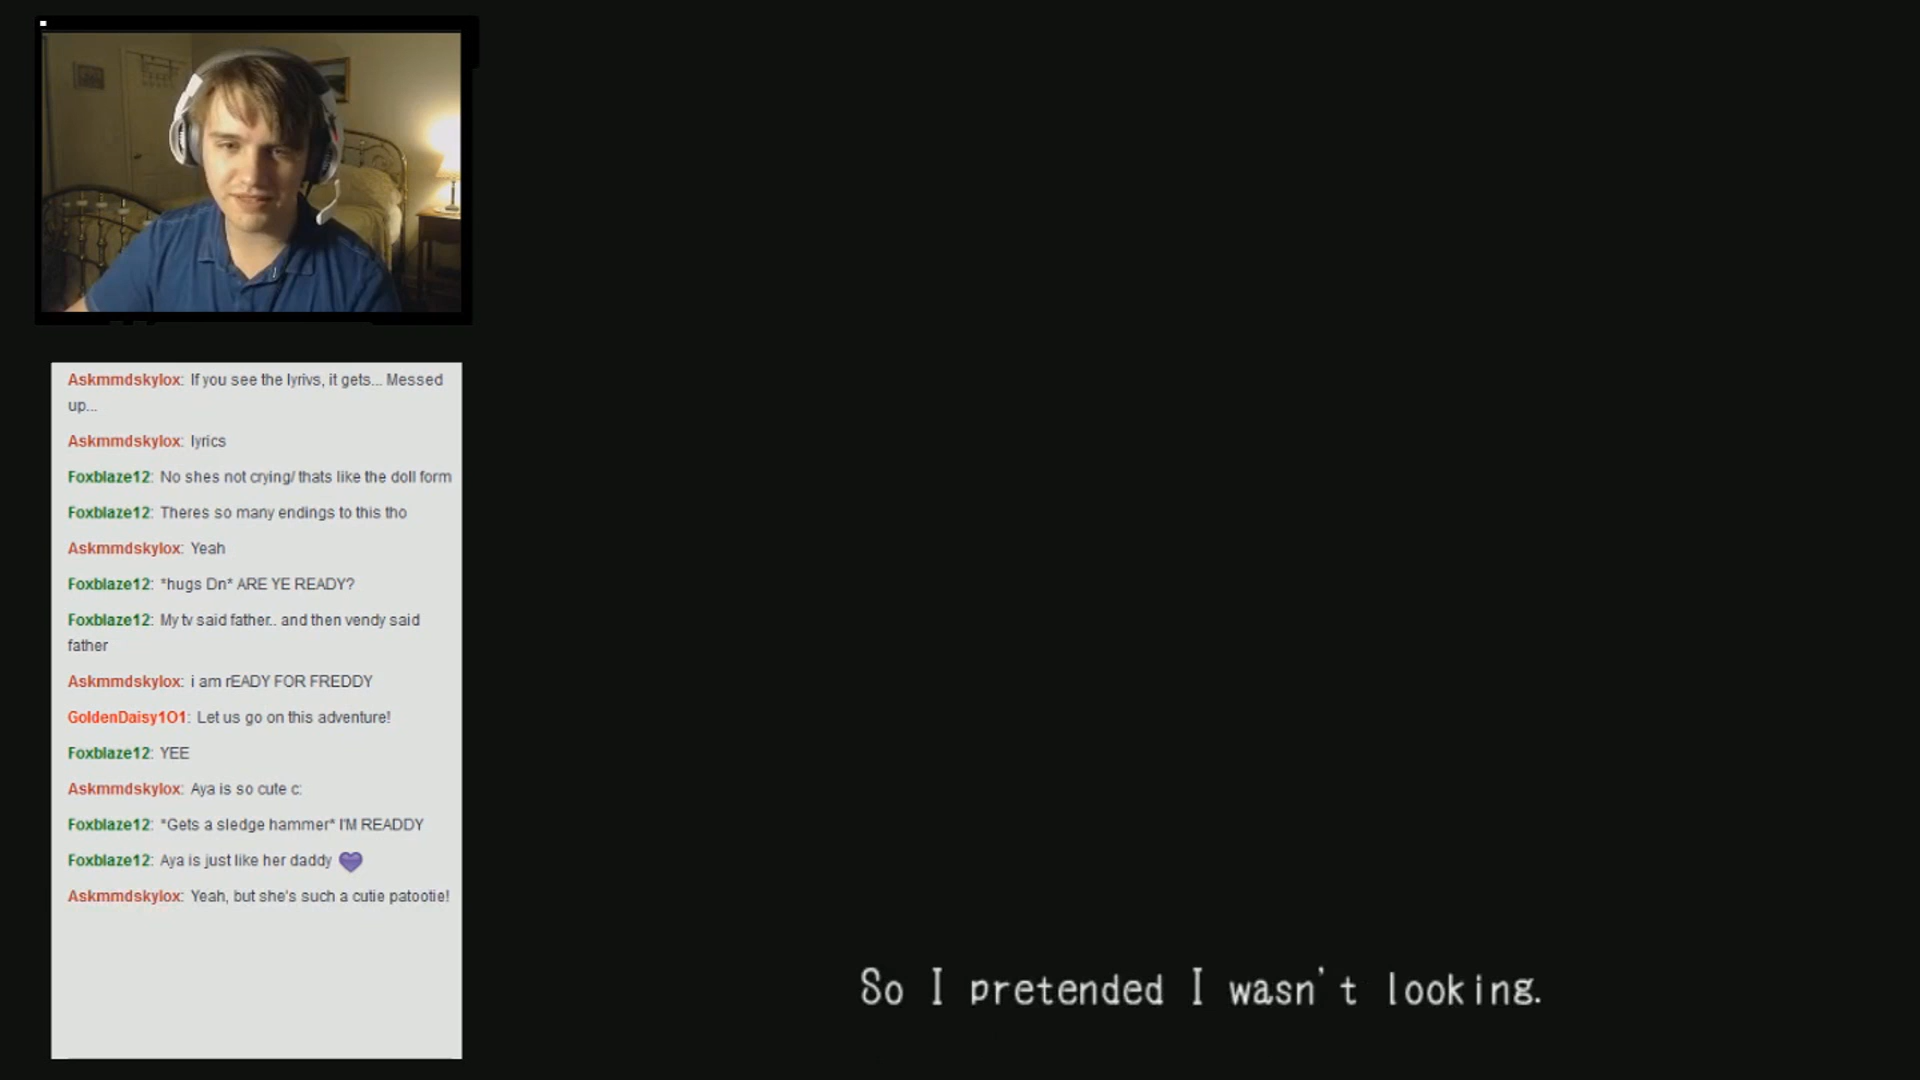 Askmmdskylox: If you see the lyrivs, it gets... Messed
up...
Askmmdskylox: lyrics
Foxblaze12: No shes not crying/ thats like the doll form
Foxblaze12: Theres so many endings to this tho
Askmmdskylox: Yeah
Foxblaze12: *hugs Dn* ARE YE READY?
Foxblaze12: My tv said father.. and then vendy said
father
Askmmdskylox: i am rEADY FOR FREDDY
GoldenDaisy1O1: Let us go on this adventure!
Foxblaze12: YEE
Askmmdskylox: Aya is so cute c:
Foxblaze12: *Gets a sledge hammer* I'M READDY
Foxblaze12: Aya is just like her daddy 💜
Askmmdskylox: Yeah, but she's such a cutie patootie!
So I pretended I wasn't looking.